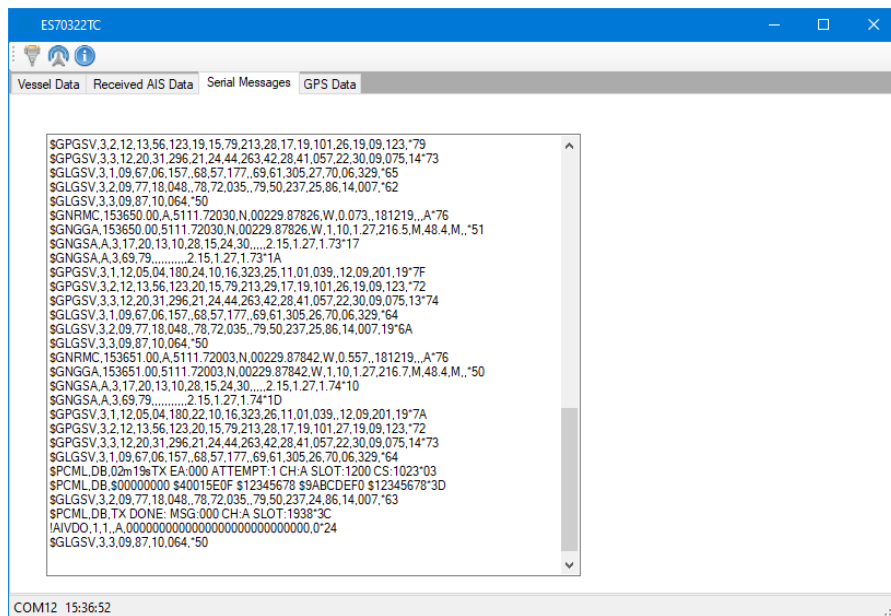 ES70322TC
Vessel Data Received AIS Data Serial Messages GPS Data
$GPGSV,3,2,12,13,56,123,19,15,79,213,28,17,19,101,26,19,09,123,*79
$GPGSV,3,3,12,20,31,296,21,24,44,263,42,28,41,057,22,30,09,075,14*73
$GLGSV,3,1,09,67,06,157,,68,57,177,,69,61,305,27,70,06,329,*65
$GLGSV,3,2,09,77,18,048,,78,72,035,,79,50,237,25,86,14,007,*62
$GLGSV,3,3,09,87,10,064,*50
$GNRMC,153650.00,A,5111.72030,N,00229.87826,W,0.073,,181219,,,A*76
$GNGGA,153650.00,5111.72030,N,00229.87826,W,1,10,1.27,216.5,M,48.4,M,,*51
$GNGSA,A,3,17,20,13,10,28,15,24,30,,,,,2.15,1.27,1.73*17
$GNGSA,A,3,69,79,,,,,,,,,,,2.15,1.27,1.73*1A
$GPGSV,3,1,12,05,04,180,24,10,16,323,25,11,01,039,,12,09,201,19*7F
$GPGSV,3,2,12,13,56,123,20,15,79,213,29,17,19,101,26,19,09,123,*72
$GPGSV,3,3,12,20,31,296,21,24,44,263,42,28,41,057,22,30,09,075,13*74
$GLGSV,3,1,09,67,06,157,,68,57,177,,69,61,305,26,70,06,329,*64
$GLGSV,3,2,09,77,18,048,,78,72,035,,79,50,237,25,86,14,007,19*6A
$GLGSV,3,3,09,87,10,064,*50
$GNRMC,153651.00,A,5111.72003,N,00229.87842,W,0.557,,181219,,,A*76
$GNGGA,153651.00,5111.72003,N,00229.87842,W,1,10,1.27,216.7,M,48.4,M,,*50
$GNGSA,A,3,17,20,13,10,28,15,24,30,,,,,2.15,1.27,1.74*10
$GNGSA,A,3,69,79,,,,,,,,,,,2.15,1.27,1.74*1D
$GPGSV,3,1,12,05,04,180,22,10,16,323,26,11,01,039,,12,09,201,19*7A
$GPGSV,3,2,12,13,56,123,20,15,79,213,28,17,19,101,27,19,09,123,*72
$GPGSV,3,3,12,20,31,296,21,24,44,263,42,28,41,057,22,30,09,075,14*73
$GLGSV,3,1,09,67,06,157,,68,57,177,,69,61,305,26,70,06,329,*64
$PCML,DB,02m19sTX EA:000 ATTEMPT:1 CH:A SLOT:1200 CS:1023*03
$PCML,DB,$00000000 $40015E0F $12345678 $9ABCDEF0 $12345678*3D
$GLGSV,3,2,09,77,18,048,,78,72,035,,79,50,237,24,86,14,007,*63
$PCML,DB,TX DONE: MSG:000 CH:A SLOT:1938*3C
!AIVDO,1,1,,A,0000000000000000000000000000,0*24
$GLGSV,3,3,09,87,10,064,*50
COM12 15:36:52